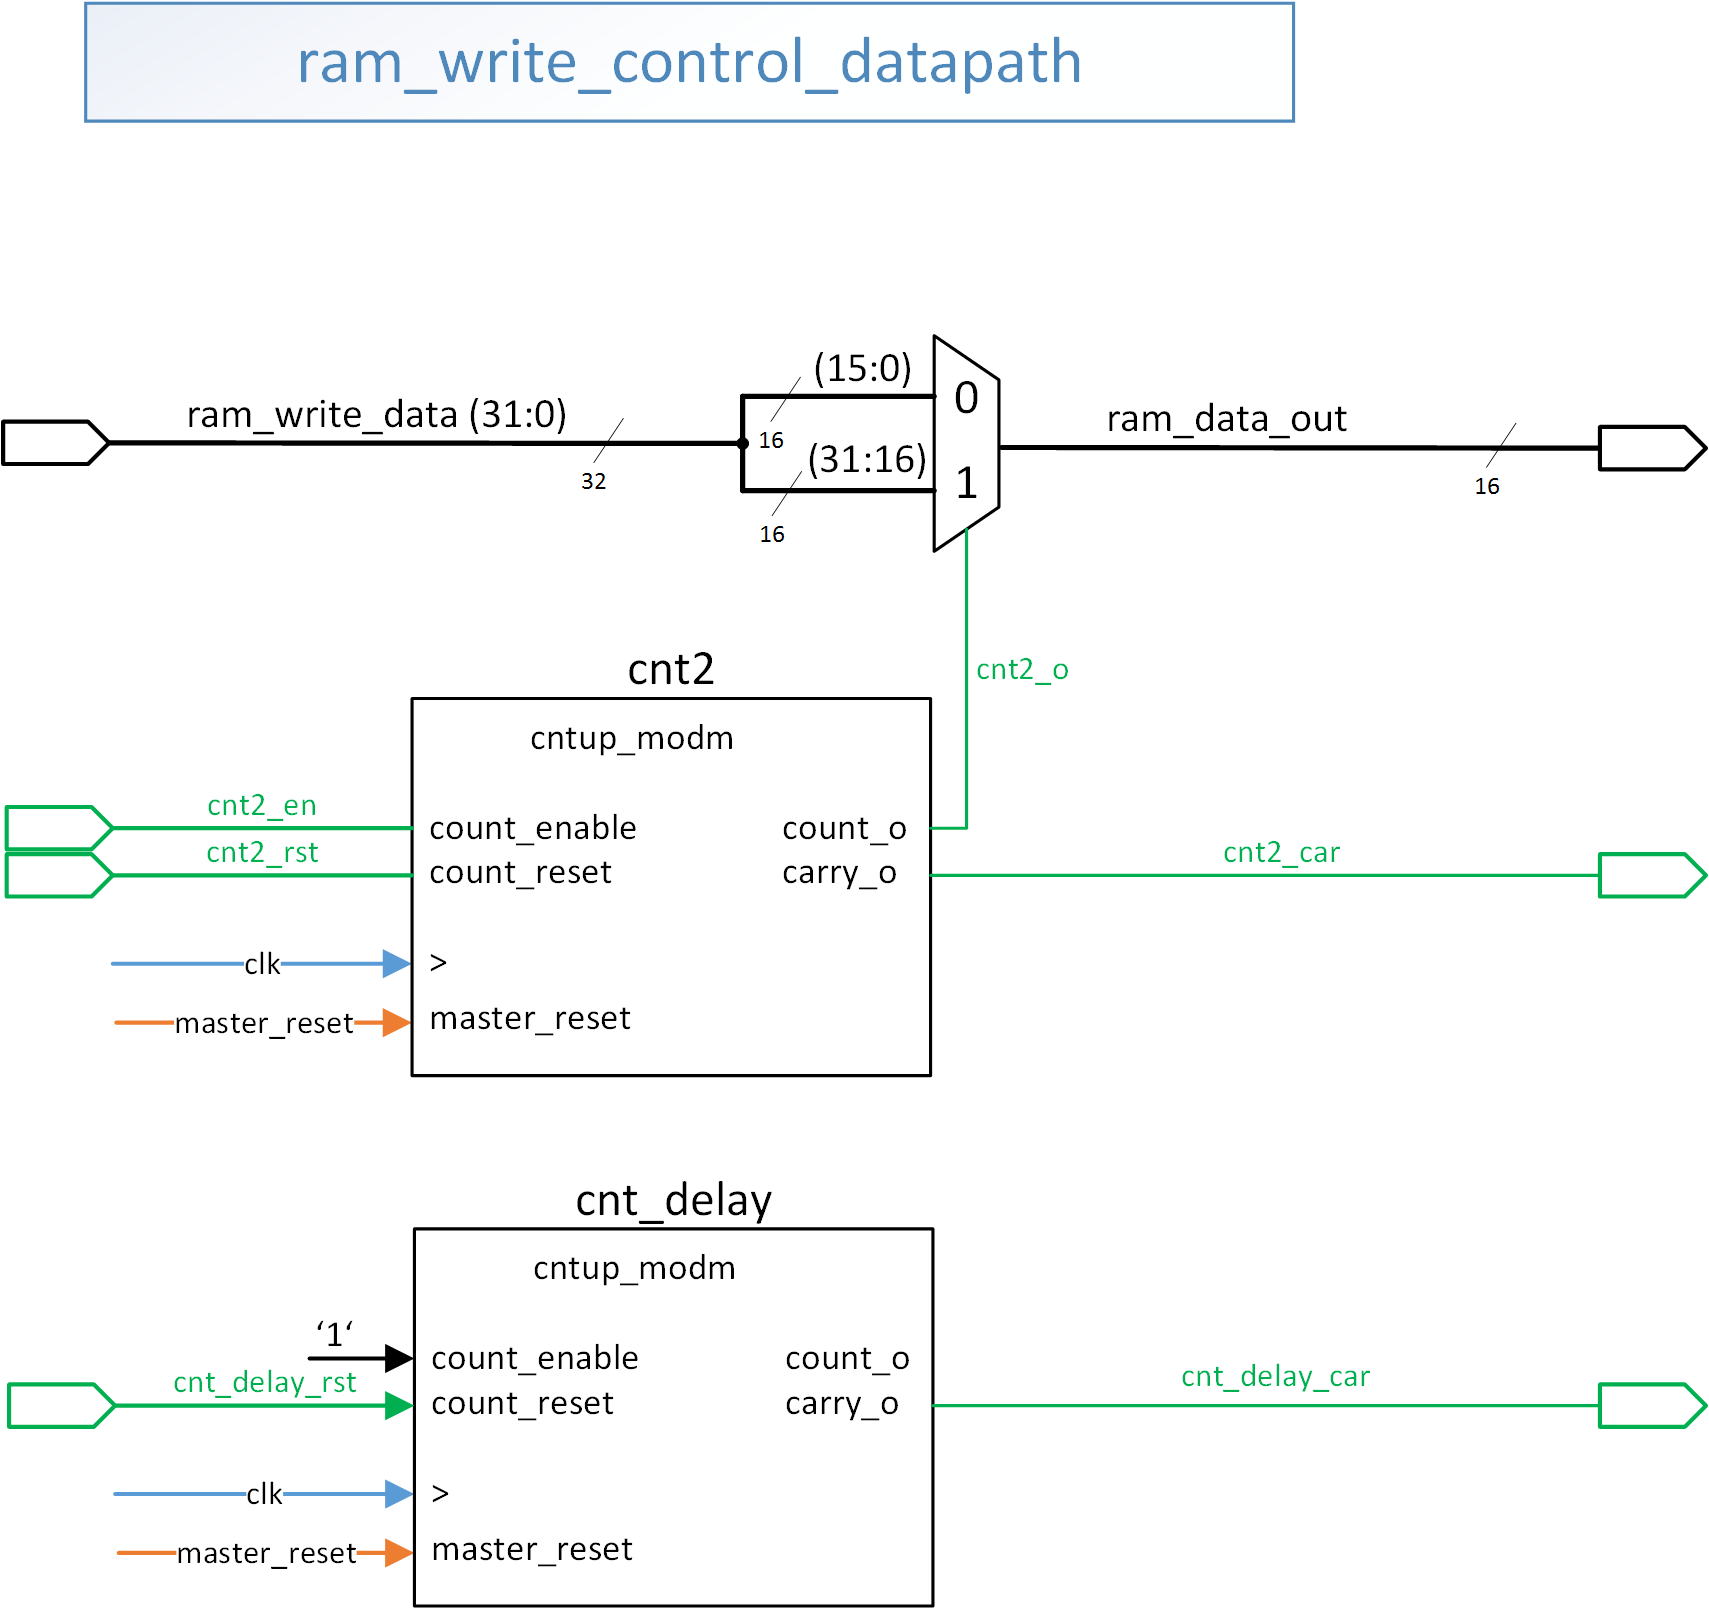 ram_write_control_datapath
(15:0)
0
ram_write_data (31:0)
16
ram_data_out
(31:16)
32
1
16
16
cnt2
cnt2_o
cntup_modm
cnt2_en
count_enable
count_o
cnt2_rst
cnt2_car
count_reset
carry_o
clk
>
master_reset
master_reset
cnt_delay
cntup_modm
‘1‘
count_enable
count_o
cnt_delay_rst
cnt_delay_car
count_reset
carry_o
clk
>
master_reset
master_reset